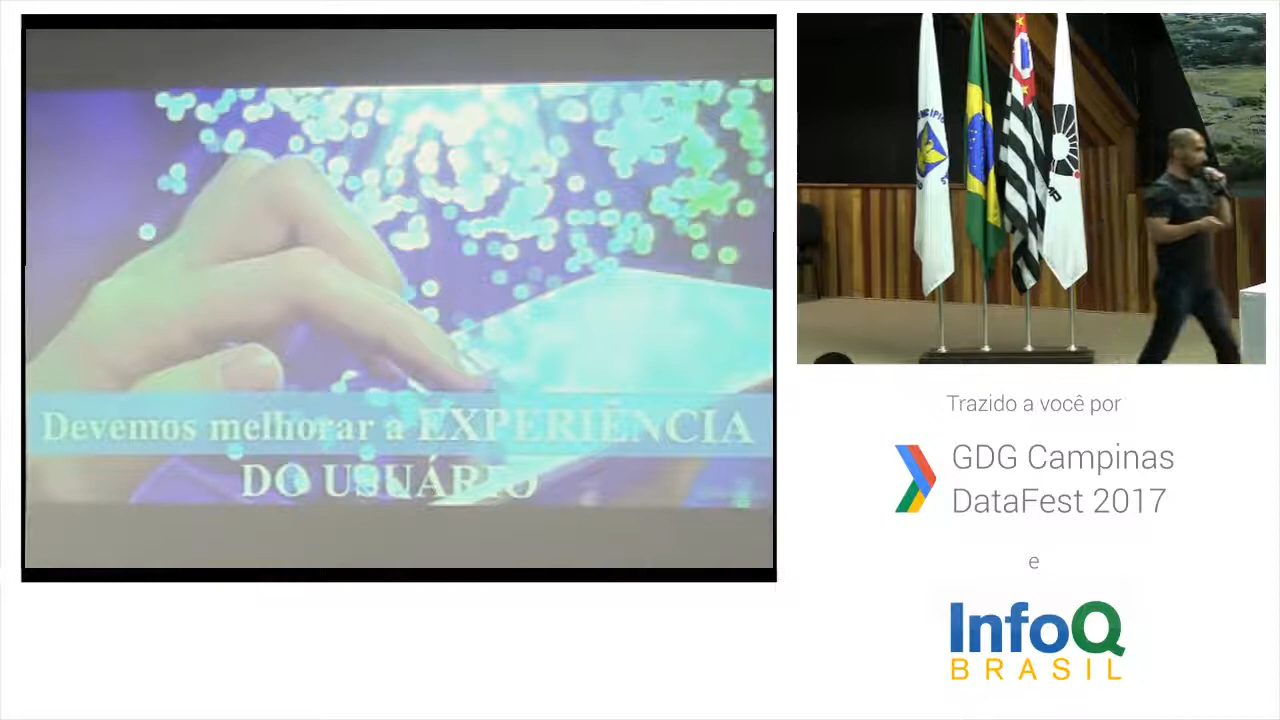 Devemos melhorar a EXPERIÊNCIA
DO USUÁRIO
Trazido a você por
GDG Campinas
DataFest 2017
e
InfoQ
BRASIL